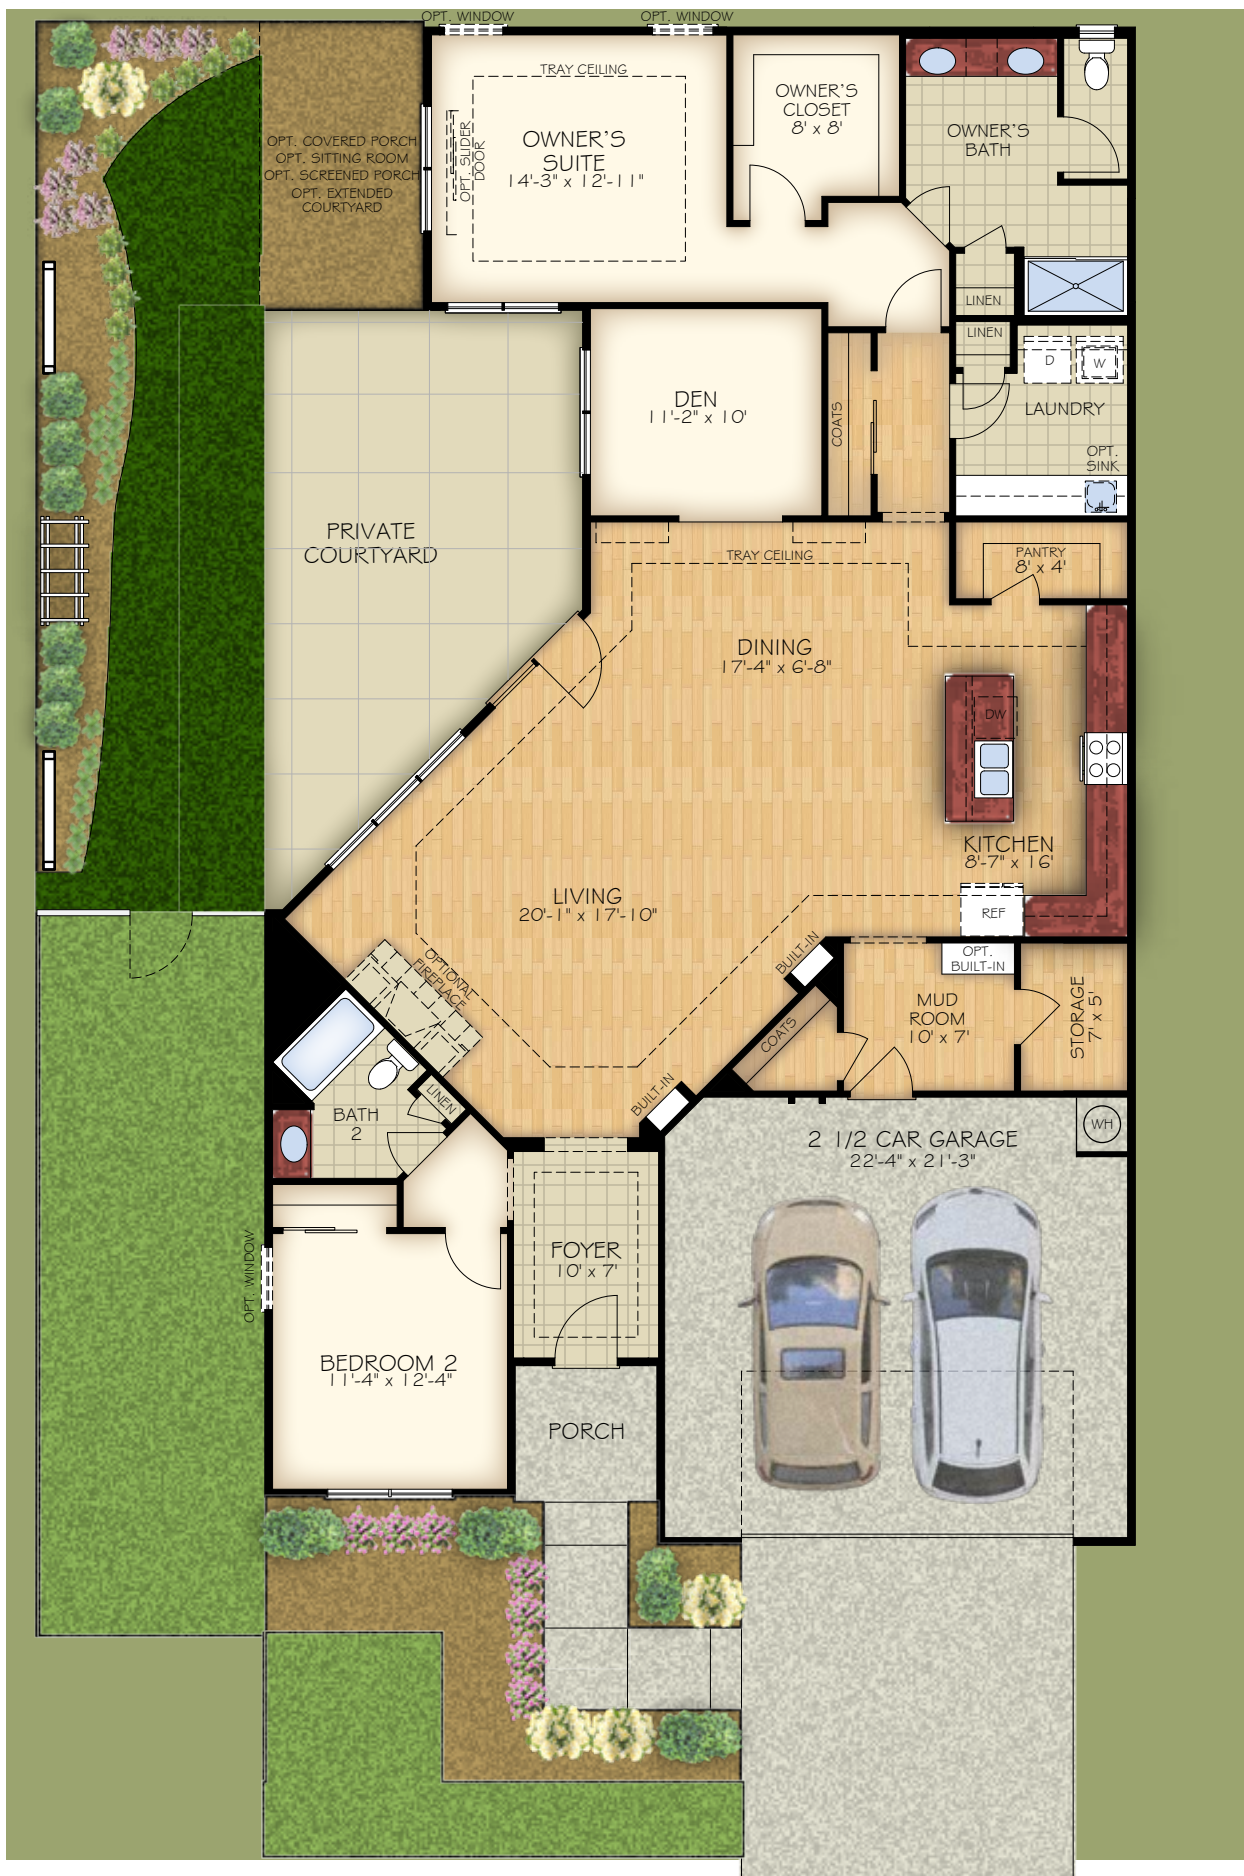 OPT. WINDOW
OPT. WINDOW
TRAY CEILING
OWNER'S
SUITE
14'-3" x 12'-11"
OPT. SLIDER
DOOR
OWNER'S
CLOSET
8' x 8'
OWNER'S
BATH
OPT. COVERED PORCH
OPT. SITTING ROOM
OPT. SCREENED PORCH
OPT. EXTENDED
COURTYARD
LINEN
LINEN
D
W
LAUNDRY
OPT.
SINK
DEN
11'-2" x 10'
COATS
PRIVATE
COURTYARD
TRAY CEILING
PANTRY
8' x 4'
DINING
17'-4" x 6'-8"
DW
KITCHEN
8'-7" x 16'
REF
LIVING
20'-1" x 17'-10"
OPTIONAL
FIREPLACE
BUILT-IN
OPT.
BUILT-IN
MUD
ROOM
10' x 7'
STORAGE
7' x 5'
COATS
BUILT-IN
LINEN
BATH
2
2 1/2 CAR GARAGE
22'-4" x 21'-3"
WH
FOYER
10' x 7'
OPT. WINDOW
BEDROOM 2
11'-4" x 12'-4"
PORCH